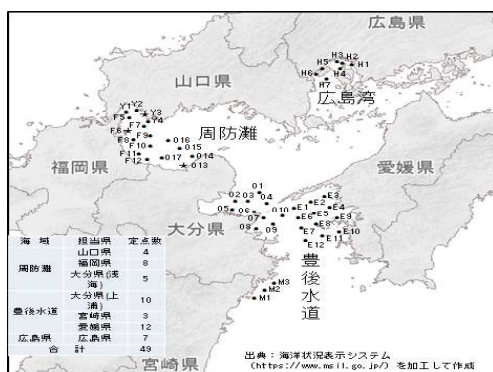 広島県
H3
H2
H5
H1
H6
H4
H7
山口県
広島湾
Y1
Y2
F5
Y3
F7
Y4
F6
F8
F9
周防灘
O16
F10
O15
F11
O14
F12
O17
O13
福岡県
愛媛県
O1
O2 O3
O4
E3
E2
O5
O6
O10
E1
E4
O7
E5
E9
大分県
O8
O9
E8
E7
E10
E11
E12
豊後水道
M3
M2
M1
宮崎県
海 域 担当県 定点数
周防灘 山口県 4
福岡県 8
大分県(浅海) 5
豊後水道 大分県(上浦) 10
宮崎県 3
愛媛県 12
広島県 広島県 7
合 計 49
出典:海洋状況表示システム
(https://www.msil.go.jp/) を加工して作成